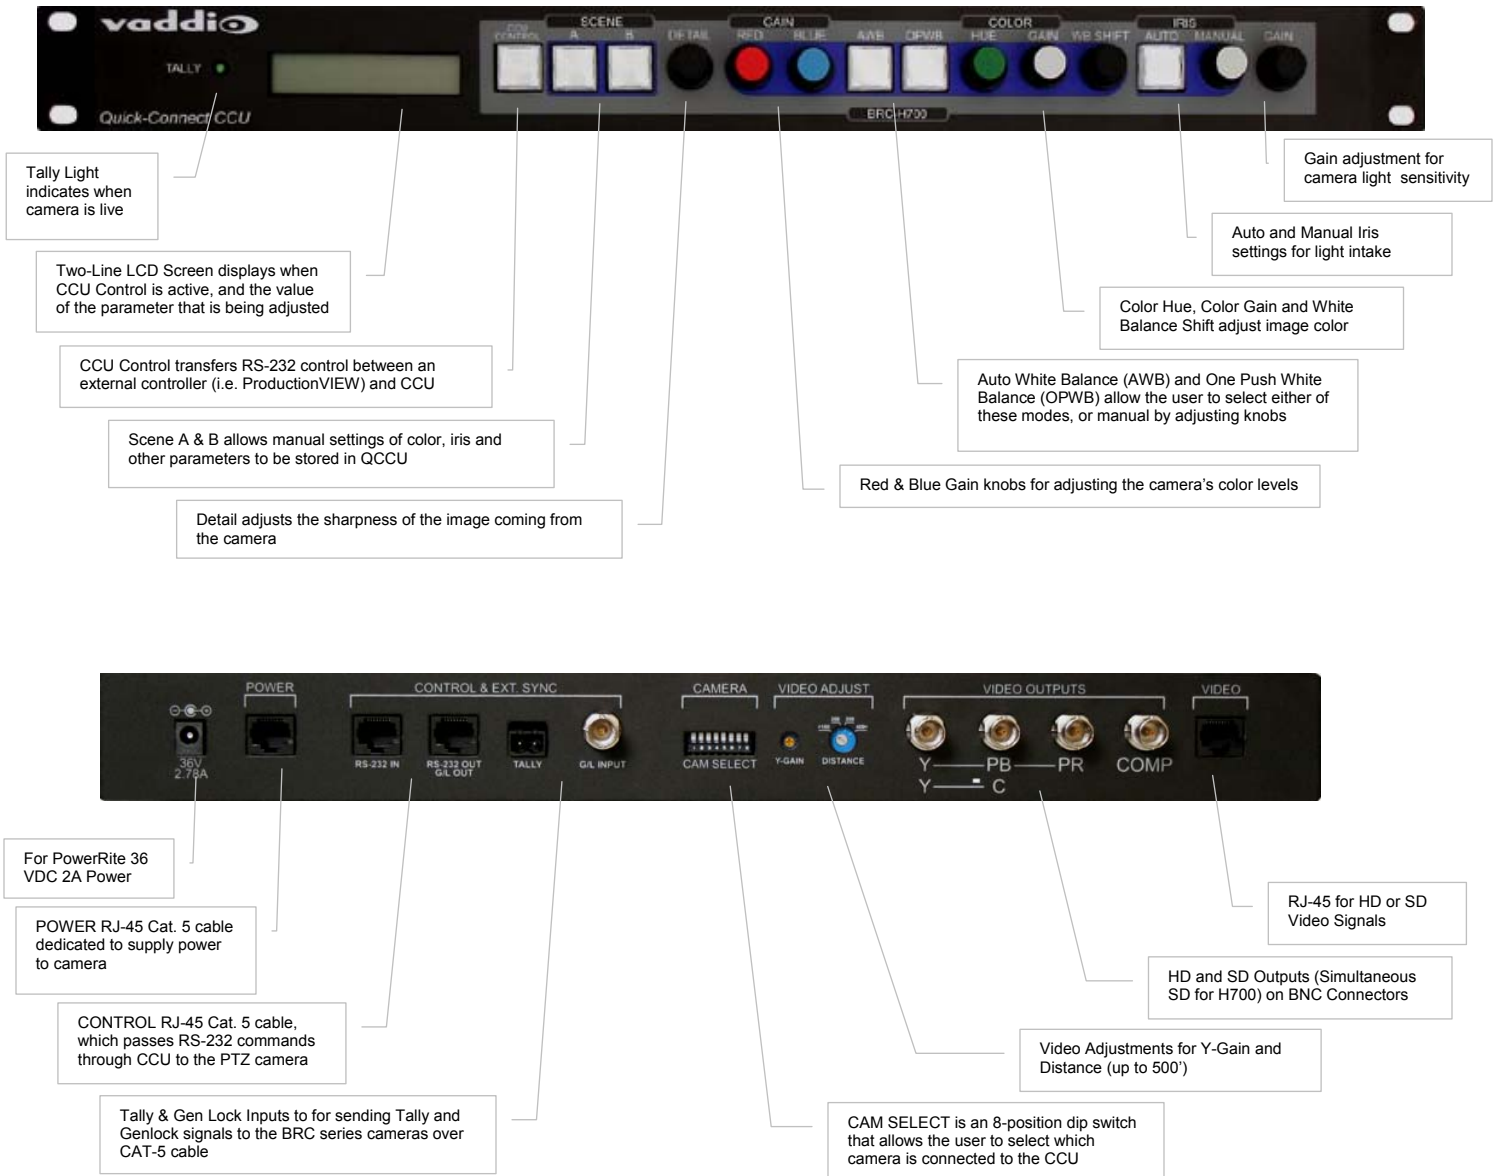 vaddio
TALLY
Quick-Connect CCU
CCU
CONTROL
SCENE
A B
DETAIL
GAIN
RED BLUE
AWB OPWB
COLOR
HUE GAIN WB SHIFT
IRIS
AUTO MANUAL
GAIN
BRC-H700
Tally Light
indicates when
camera is live
Two-Line LCD Screen displays when
CCU Control is active, and the value
of the parameter that is being adjusted
CCU Control transfers RS-232 control between an
external controller (i.e. ProductionVIEW) and CCU
Scene A & B allows manual settings of color, iris and
other parameters to be stored in QCCU
Detail adjusts the sharpness of the image coming from
the camera
Gain adjustment for
camera light sensitivity
Auto and Manual Iris
settings for light intake
Color Hue, Color Gain and White
Balance Shift adjust image color
Auto White Balance (AWB) and One Push White
Balance (OPWB) allow the user to select either of
these modes, or manual by adjusting knobs
Red & Blue Gain knobs for adjusting the camera’s color levels
36V
2.78A
POWER
CONTROL & EXT. SYNC
RS-232 IN
RS-232 OUT
G/L OUT
TALLY
G/L INPUT
CAMERA
CAM SELECT
VIDEO ADJUST
Y-GAIN
DISTANCE
VIDEO OUTPUTS
Y PB PR COMP
Y C
VIDEO
For PowerRite 36
VDC 2A Power
POWER RJ-45 Cat. 5 cable
dedicated to supply power
to camera
CONTROL RJ-45 Cat. 5 cable,
which passes RS-232 commands
through CCU to the PTZ camera
Tally & Gen Lock Inputs to for sending Tally and
Genlock signals to the BRC series cameras over
CAT-5 cable
RJ-45 for HD or SD
Video Signals
HD and SD Outputs (Simultaneous
SD for H700) on BNC Connectors
Video Adjustments for Y-Gain and
Distance (up to 500’)
CAM SELECT is an 8-position dip switch
that allows the user to select which
camera is connected to the CCU